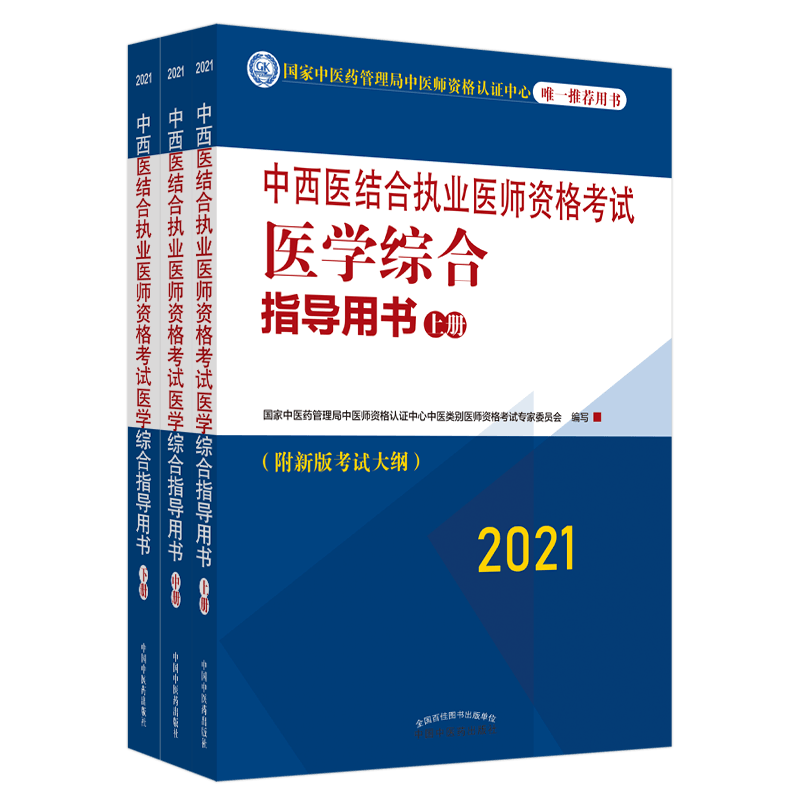 国家中医药管理局中医师资格认证中心 唯一推荐用书
中西医结合执业医师资格考试
医学综合
指导用书 上册
国家中医药管理局中医师资格认证中心中医类别医师资格考试专家委员会 编写
(附新版考试大纲)
2021
全国百佳图书出版单位
2021 中西医结合执业医师资格考试医学综合指导用书 下册 中国中医药出版社
2021 中西医结合执业医师资格考试医学综合指导用书 中册 中国中医药出版社
2021 中西医结合执业医师资格考试医学综合指导用书 上册 中国中医药出版社